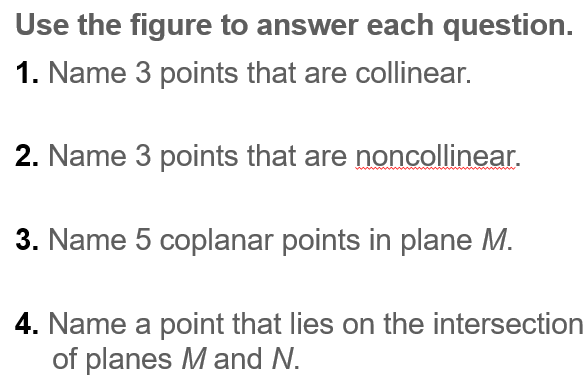 Use the figure to answer each question.
1. Name 3 points that are collinear.
2. Name 3 points that are noncollinear.
3. Name 5 coplanar points in plane M.
4. Name a point that lies on the intersection
of planes M and N.